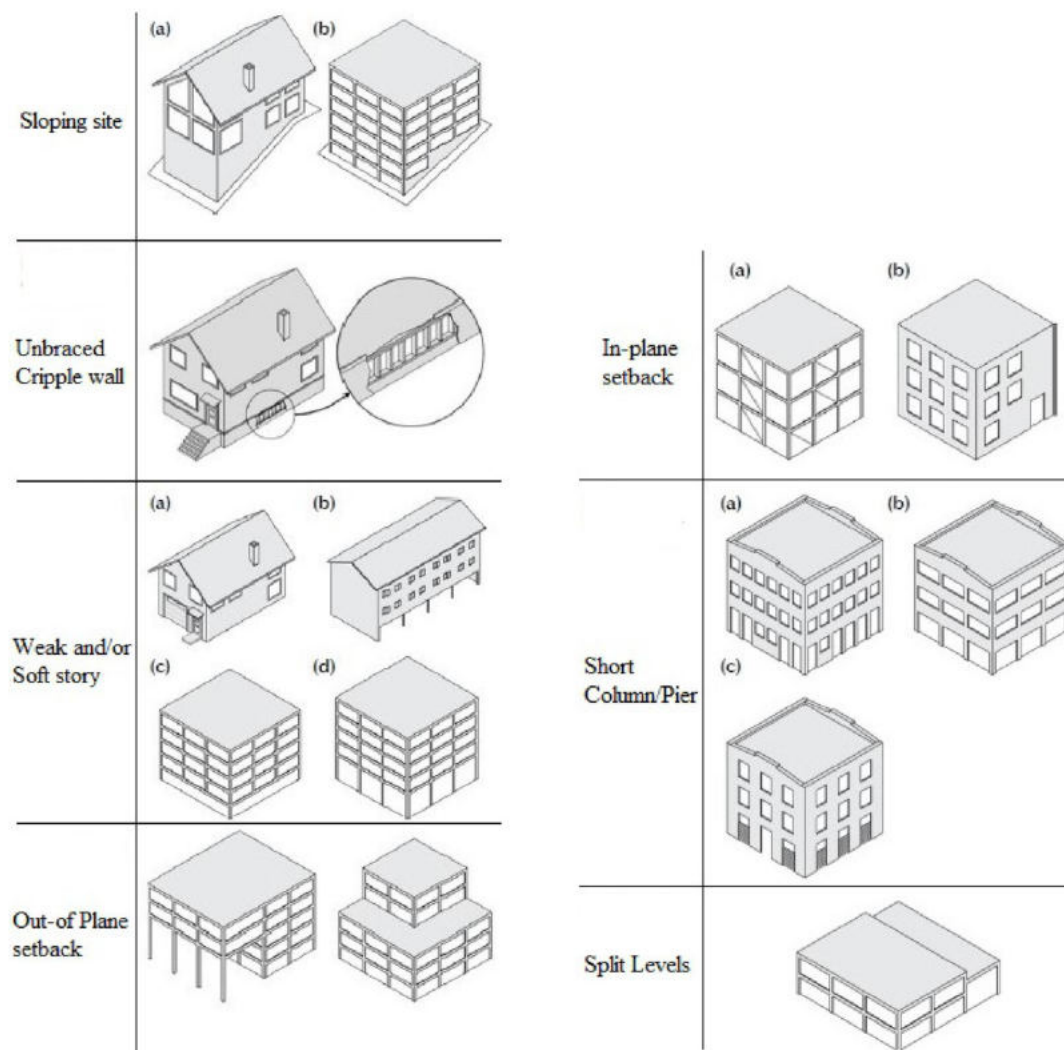 (a) (b)
Sloping site
Unbraced
Cripple wall
(a) (b)
Weak and/or
Soft story
(c) (d)
Out-of Plane
setback
(a) (b)
In-plane
setback
(a) (b)
Short
Column/Pier
(c)
Split Levels